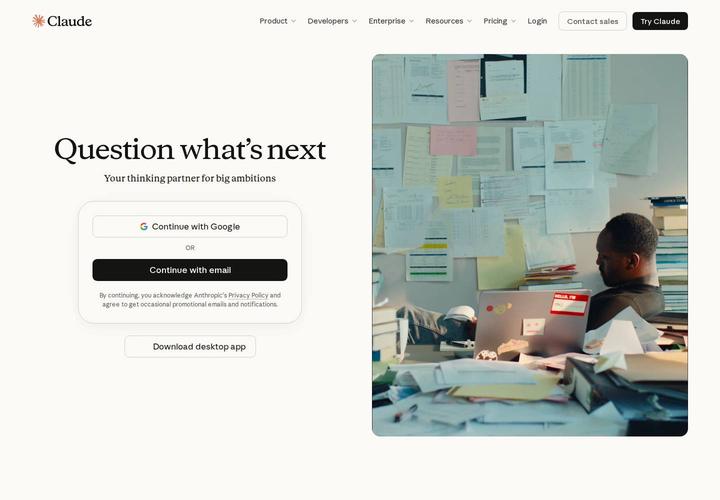 Claude
Product
Developers
Enterprise
Resources
Pricing
Login
Contact sales
Try Claude
Question what's next
Your thinking partner for big ambitions
Continue with Google
OR
Continue with email
By continuing, you acknowledge Anthropic's Privacy Policy and
agree to get occasional promotional emails and notifications.
Download desktop app
HELLO, I'M